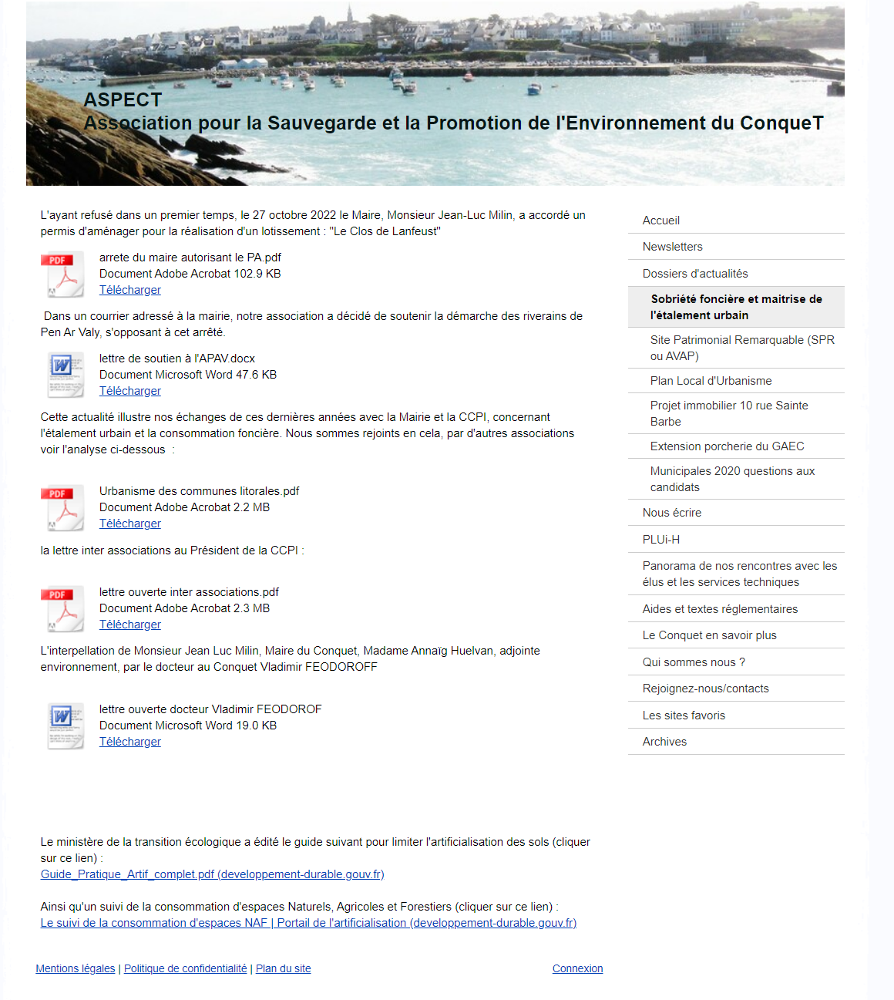 ASPECT
Association pour la Sauvegarde et la Promotion de l'Environnement du ConqueT
L'ayant refusé dans un premier temps, le 27 octobre 2022 le Maire, Monsieur Jean-Luc Milin, a accordé un
permis d'aménager pour la réalisation d'un lotissement : "Le Clos de Lanfeust"
PDF
arrete du maire autorisant le PA.pdf
Document Adobe Acrobat 102.9 KB
Télécharger
Dans un courrier adressé à la mairie, notre association a décidé de soutenir la démarche des riverains de
Pen Ar Valy, s'opposant à cet arrêté.
W
lettre de soutien à l'APAV.docx
Document Microsoft Word 47.6 KB
Télécharger
Cette actualité illustre nos échanges de ces dernières années avec la Mairie et la CCPI, concernant
l'étalement urbain et la consommation foncière. Nous sommes rejoints en cela, par d'autres associations
voir l'analyse ci-dessous  :
PDF
Urbanisme des communes litorales.pdf
Document Adobe Acrobat 2.2 MB
Télécharger
la lettre inter associations au Président de la CCPI :
PDF
lettre ouverte inter associations.pdf
Document Adobe Acrobat 2.3 MB
Télécharger
L'interpellation de Monsieur Jean Luc Milin, Maire du Conquet, Madame Annaïg Huelvan, adjointe
environnement, par le docteur au Conquet Vladimir FEODOROFF
W
lettre ouverte docteur Vladimir FEODOROF
Document Microsoft Word 19.0 KB
Télécharger
Le ministère de la transition écologique a édité le guide suivant pour limiter l'artificialisation des sols (cliquer
sur ce lien) :
Guide_Pratique_Artif_complet.pdf (developpement-durable.gouv.fr)
Ainsi qu'un suivi de la consommation d'espaces Naturels, Agricoles et Forestiers (cliquer sur ce lien) :
Le suivi de la consommation d'espaces NAF | Portail de l'artificialisation (developpement-durable.gouv.fr)
Accueil
Newsletters
Dossiers d'actualités
Sobriété foncière et maitrise de
l'étalement urbain
Site Patrimonial Remarquable (SPR
ou AVAP)
Plan Local d'Urbanisme
Projet immobilier 10 rue Sainte
Barbe
Extension porcherie du GAEC
Municipales 2020 questions aux
candidats
Nous écrire
PLUi-H
Panorama de nos rencontres avec les
élus et les services techniques
Aides et textes réglementaires
Le Conquet en savoir plus
Qui sommes nous ?
Rejoignez-nous/contacts
Les sites favoris
Archives
Mentions légales | Politique de confidentialité | Plan du site
Connexion